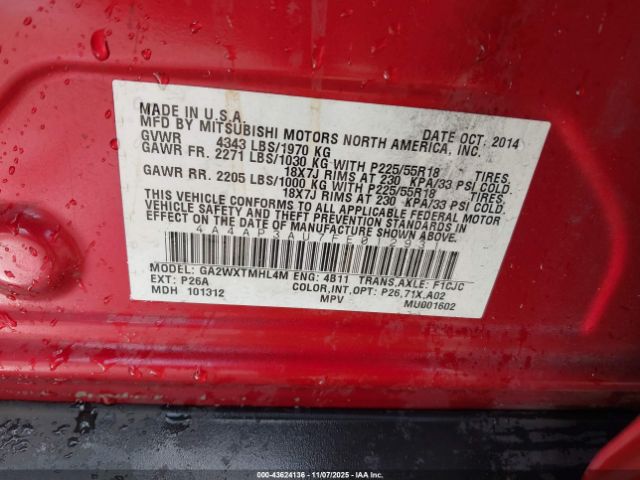 MADE IN U.S.A.
MFD BY MITSUBISHI MOTORS NORTH AMERICA, INC. DATE OCT. 2014
GVWR 4343 LBS/1970 KG
GAWR FR. 2271 LBS/1030 KG WITH P225/55R18 TIRES,
18X7J RIMS AT 230 KPA/33 PSI COLD.
GAWR RR. 2205 LBS/1000 KG WITH P225/55R18 TIRES,
18X7J RIMS AT 230 KPA/33 PSI COLD.
THIS VEHICLE CONFORMS TO ALL APPLICABLE FEDERAL MOTOR
VEHICLE SAFETY AND THEFT PREVENTION STANDARDS IN
EFFECT ON THE DATE OF MANUFACTURE SHOWN ABOVE.
MODEL: GA2WXTMHL4M ENG: 4B11 TRANS,AXLE: F1CJC
EXT: P26A COLOR,INT,OPT: P26,71X,A02
MDH 101312 MPV MU001602
000-43624136 - 11/07/2025 - IAA